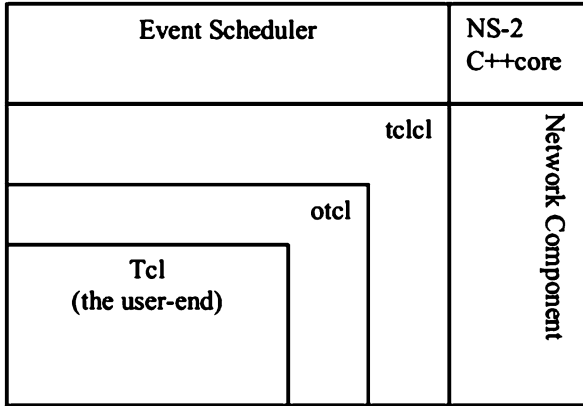 Event Scheduler
NS-2
C++core
tclcl
Network Component
otcl
Tcl
(the user-end)